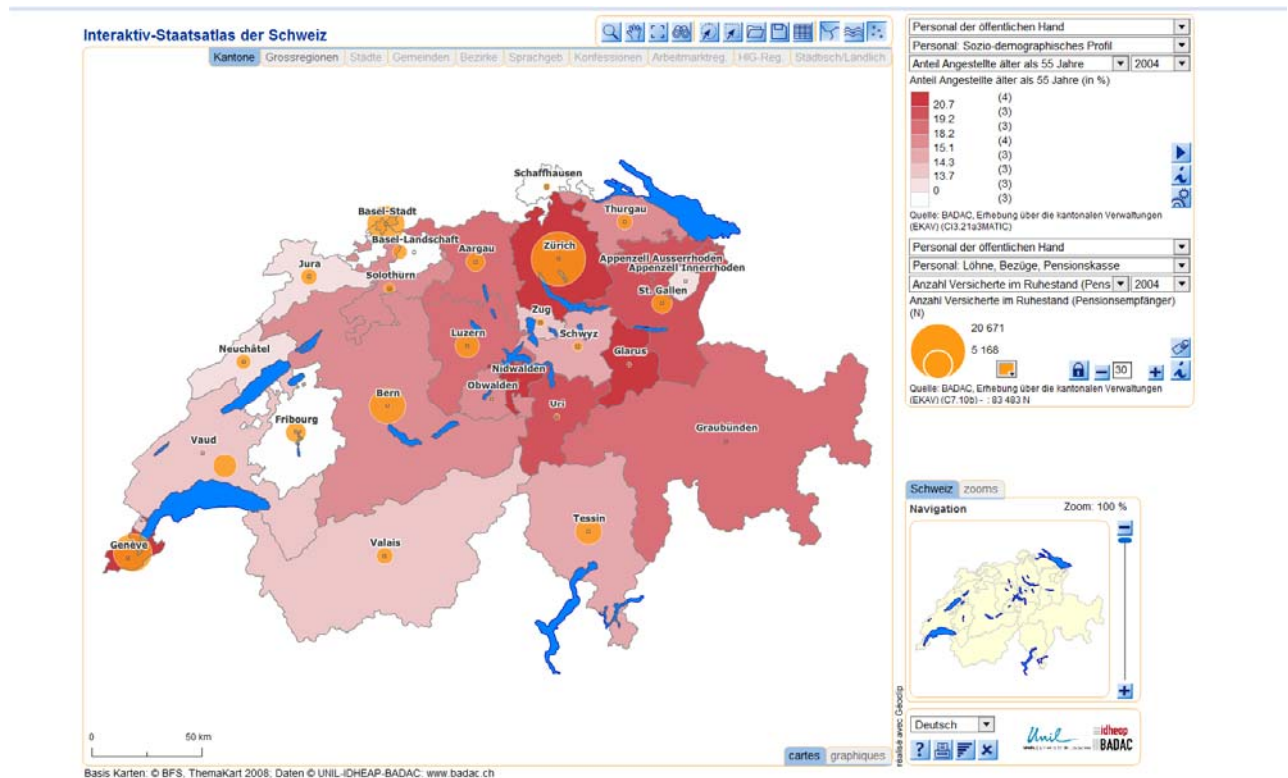 Interaktiv-Staatsatlas der Schweiz
Kantone Grossregionen Städte Gemeinden Bezirke Sprachgeb Konfessionen Arbeitmarktreg. HIG-Reg. Städtisch/Ländlich
Schaffhausen
Basel-Stadt
Thurgau
Basel-Landschaft
Zürich
Aargau
Appenzell Ausserrhoden
Appenzell Innerrhoden
Jura
Solothurn
St. Gallen
Zug
Luzern
Schwyz
Neuchâtel
Glarus
Nidwalden
Obwalden
Bern
Uri
Fribourg
Graubünden
Vaud
Tessin
Genève
Valais
0 50 km
cartes graphiques
Basis Karten: © BFS, ThemaKart 2008; Daten © UNIL-IDHEAP-BADAC: www.badac.ch
realisé avec Géoclip
Personal der öffentlichen Hand
Personal: Sozio-demographisches Profil
Anteil Angestellte älter als 55 Jahre 2004
Anteil Angestellte älter als 55 Jahre (in %)
(4)
20.7
(3)
19.2
(3)
18.2
(4)
15.1
(3)
14.3
(3)
13.7
(3)
0
(3)
Quelle: BADAC, Erhebung über die kantonalen Verwaltungen
(EKAV) (CI3.21a3MATIC)
Personal der öffentlichen Hand
Personal: Löhne, Bezüge, Pensionskasse
Anzahl Versicherte im Ruhestand (Pens 2004
Anzahl Versicherte im Ruhestand (Pensionsempfänger)
(N)
20 671
5 168
30
Quelle: BADAC, Erhebung über die kantonalen Verwaltungen
(EKAV) (C7.10b) - : 83 483 N
Schweiz zooms
Navigation Zoom: 100 %
Deutsch
Unil
idheap
BADAC